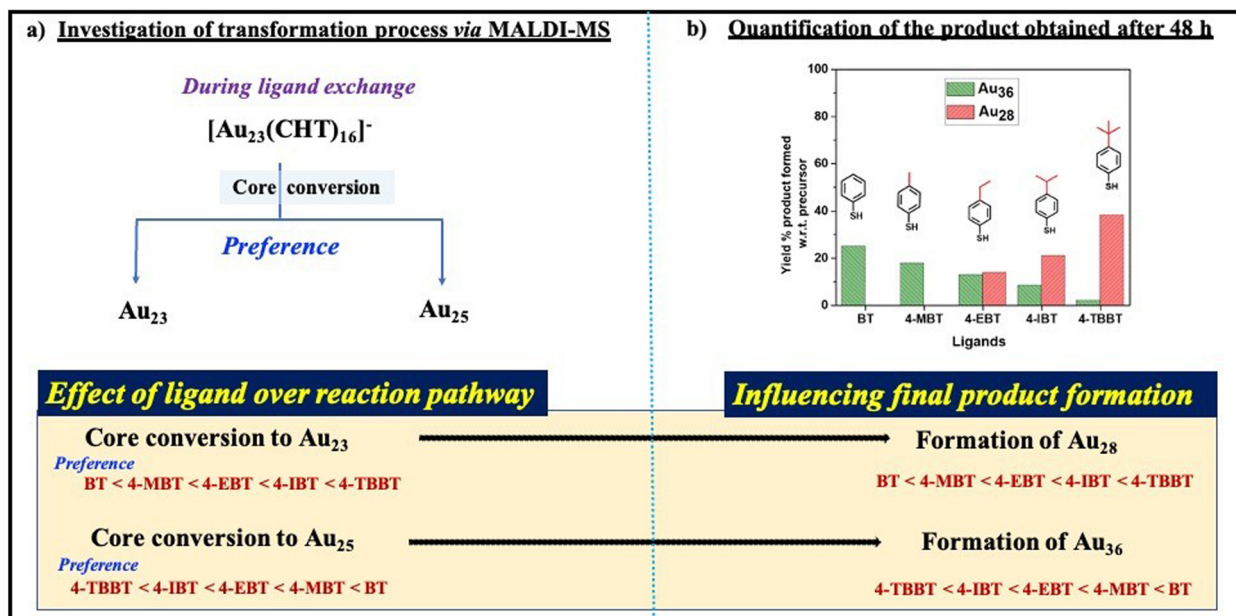 a) Investigation of transformation process via MALDI-MS
During ligand exchange
[Au23(CHT)16]-
Core conversion
Preference
Au23
Au25
b) Quantification of the product obtained after 48 h
Yield % product formed
w.r.t. precursor
100
80
60
40
20
0
Au36
Au28
SH
SH
SH
SH
SH
BT
4-MBT
4-EBT
4-IBT
4-TBBT
Ligands
Effect of ligand over reaction pathway
Influencing final product formation
Core conversion to Au23
Formation of Au28
Preference
BT < 4-MBT < 4-EBT < 4-IBT < 4-TBBT
BT < 4-MBT < 4-EBT < 4-IBT < 4-TBBT
Core conversion to Au25
Formation of Au36
Preference
4-TBBT < 4-IBT < 4-EBT < 4-MBT < BT
4-TBBT < 4-IBT < 4-EBT < 4-MBT < BT